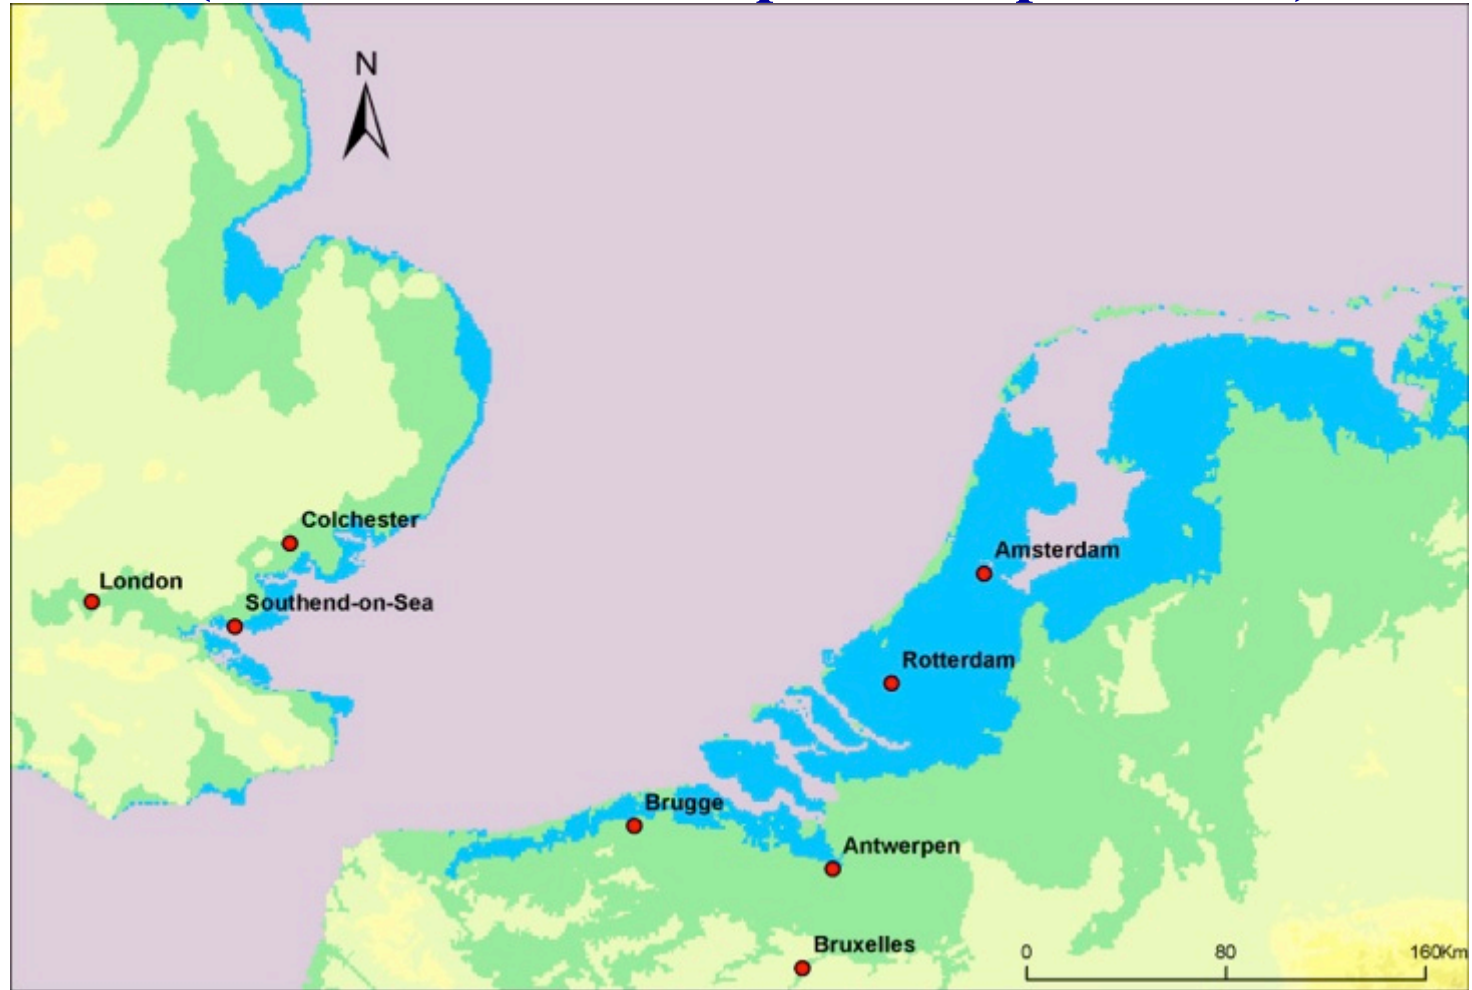 N
Colchester
London
Southend-on-Sea
Amsterdam
Rotterdam
Brugge
Antwerpen
Bruxelles
0 80 160Km